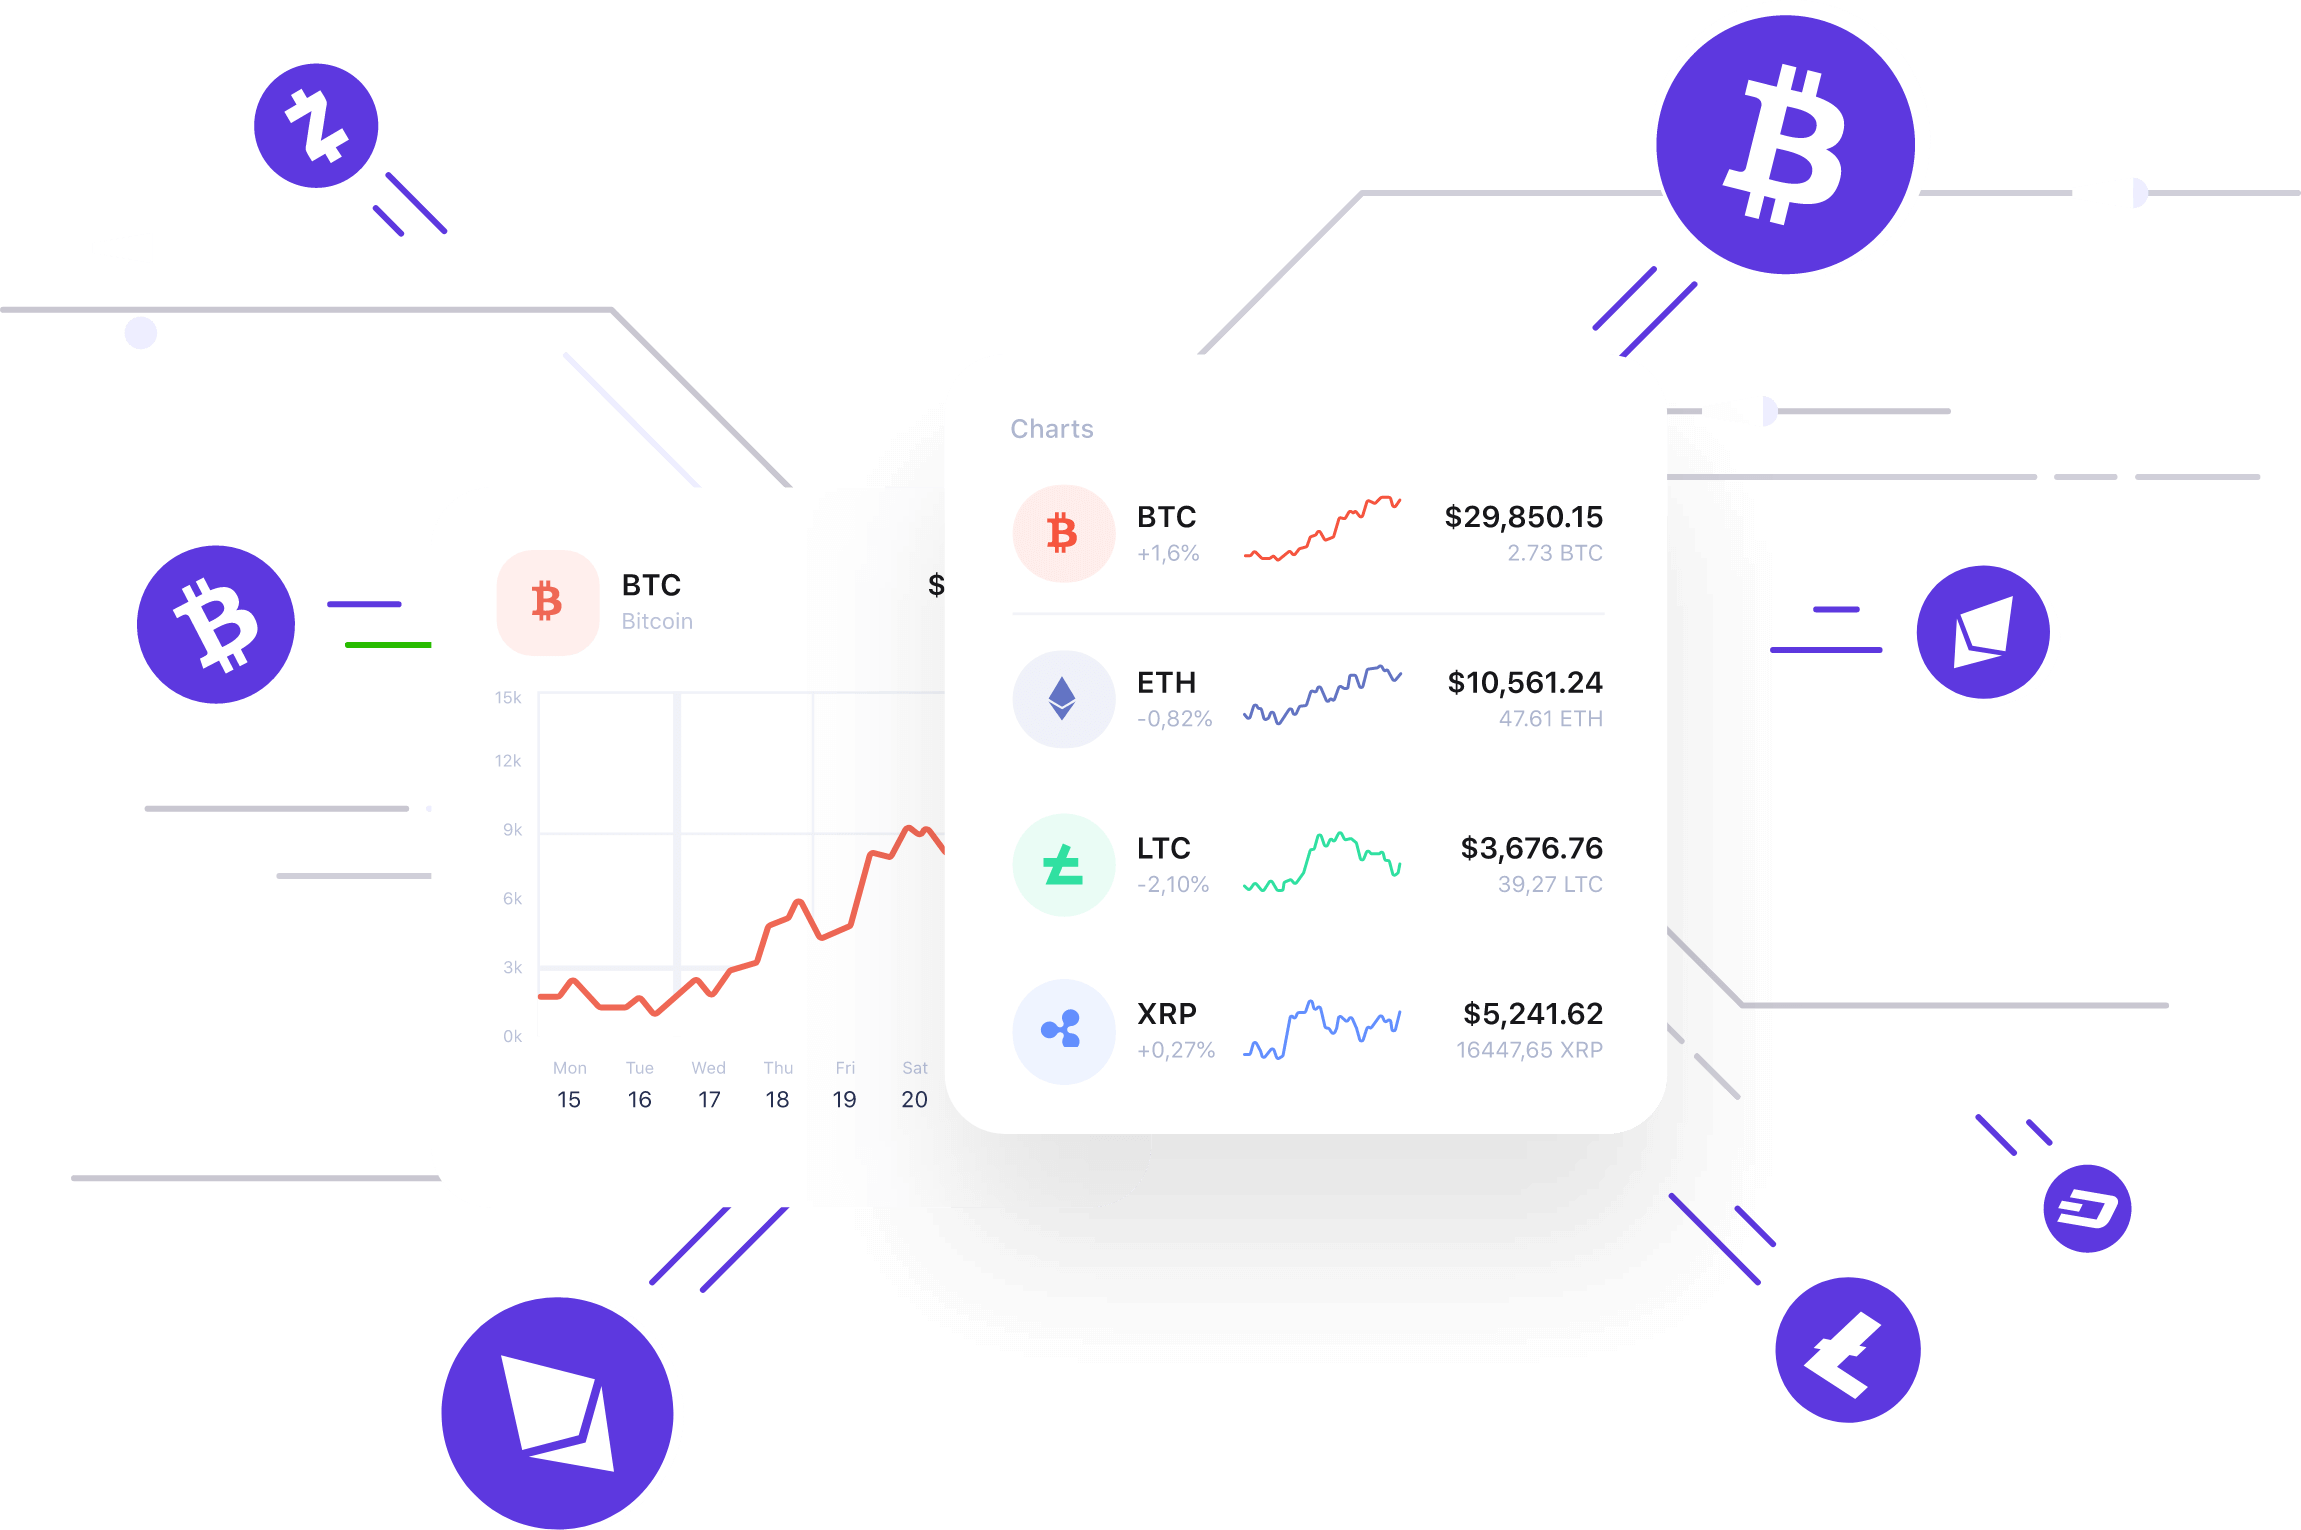 BTC
Bitcoin
$
15k
12k
9k
6k
3k
0k
Mon Tue Wed Thu Fri Sat
15 16 17 18 19 20
Charts
BTC $29,850.15
+1,6% 2.73 BTC
ETH $10,561.24
-0,82% 47.61 ETH
LTC $3,676.76
-2,10% 39,27 LTC
XRP $5,241.62
+0,27% 16447,65 XRP